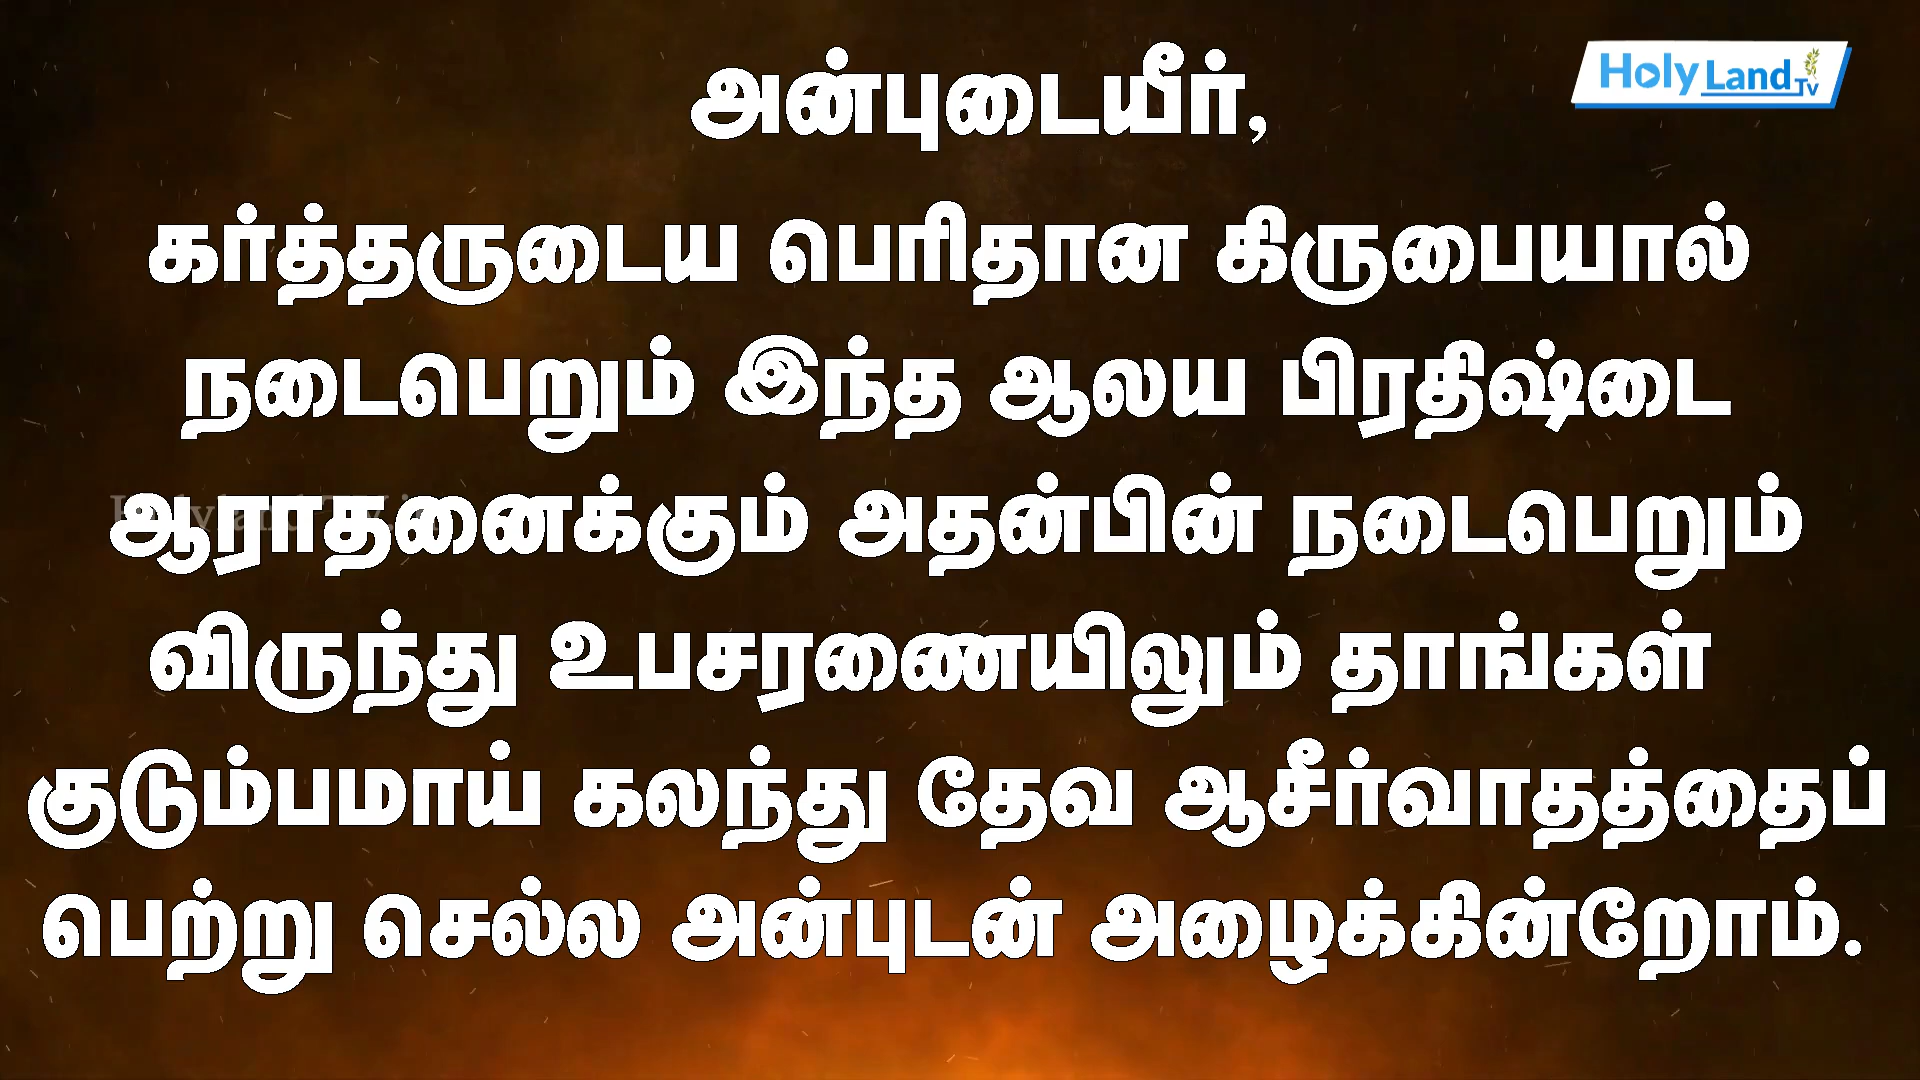 Holy Land TV
அன்புடையீர்,
கர்த்தருடைய பெரிதான கிருபையால்
நடைபெறும் இந்த ஆலய பிரதிஷ்டை
ஆராதனைக்கும் அதன்பின் நடைபெறும்
விருந்து உபசரணையிலும் தாங்கள்
குடும்பமாய் கலந்து தேவ ஆசீர்வாதத்தைப்
பெற்று செல்ல அன்புடன் அழைக்கின்றோம்.